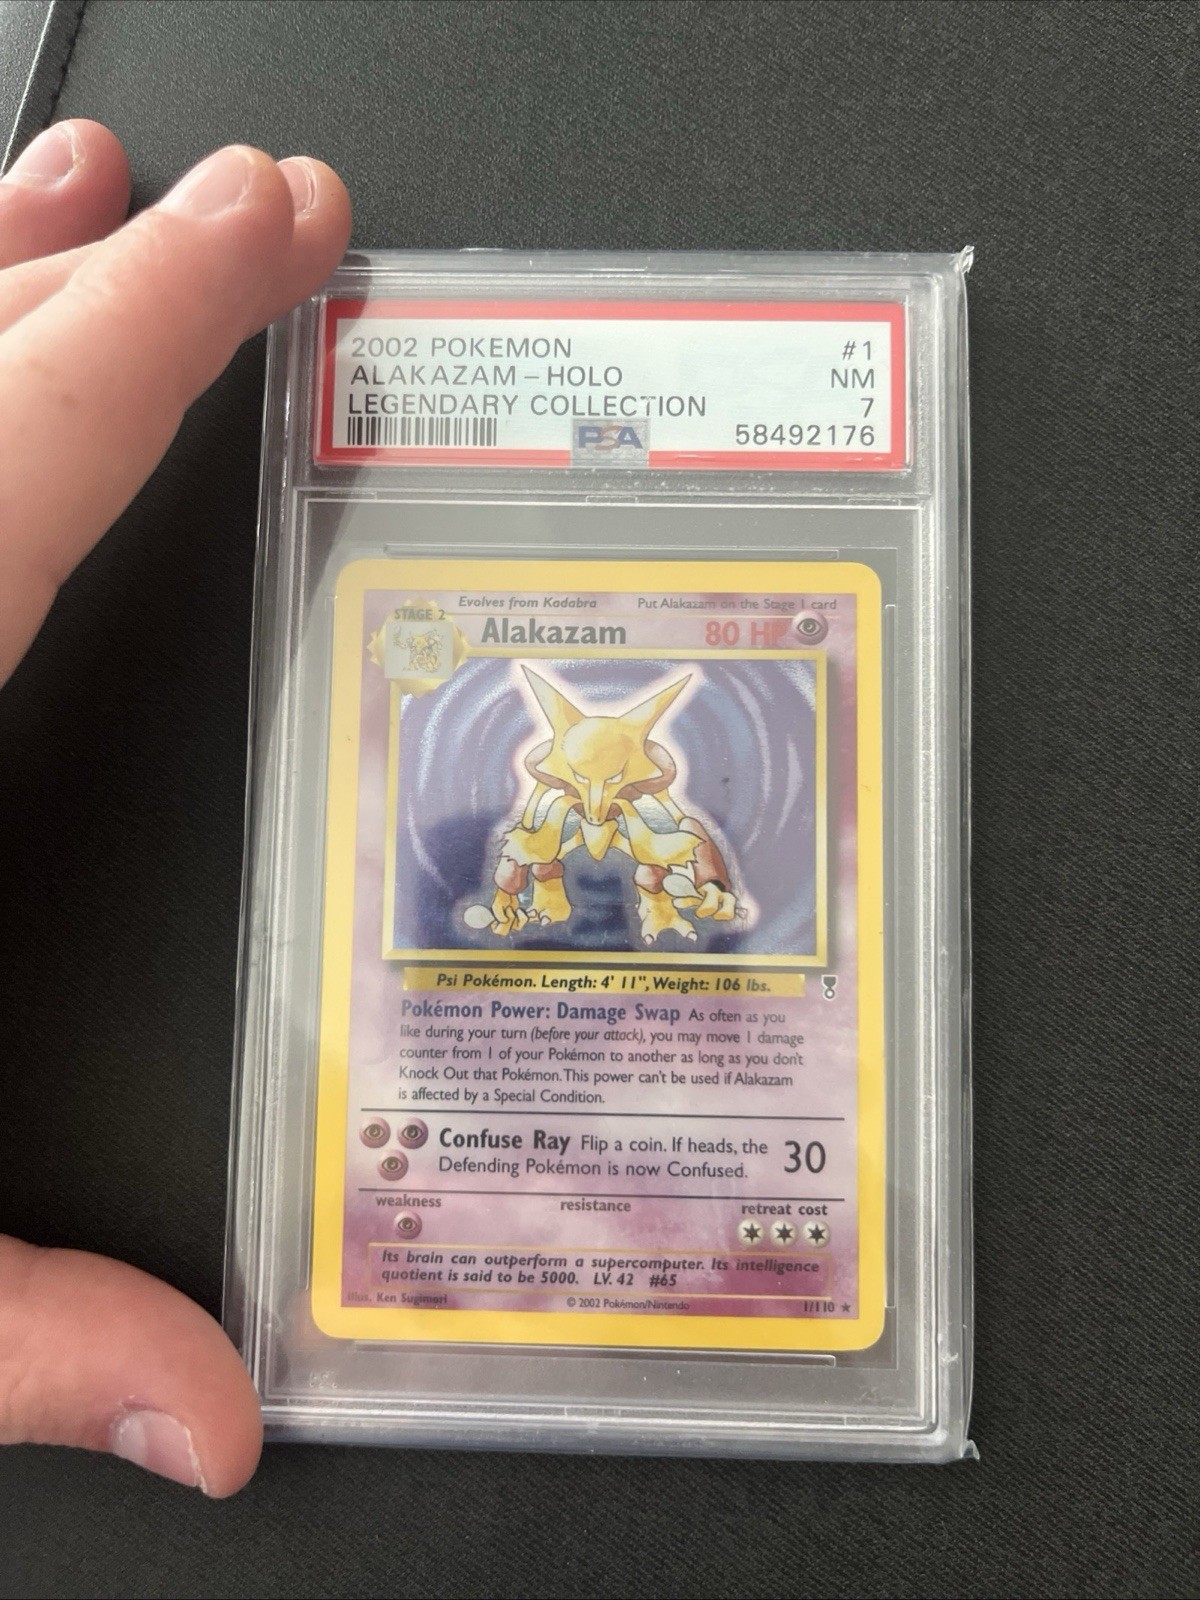 2002 POKEMON #1
ALAKAZAM – HOLO NM
LEGENDARY COLLECTION 7
PSA 58492176
Evolves from Kadabra Put Alakazam on the Stage 1 card
STAGE 2
Alakazam 80 HP
Psi Pokémon. Length: 4' 11", Weight: 106 lbs.
Pokémon Power: Damage Swap As often as you
like during your turn (before your attack), you may move 1 damage
counter from 1 of your Pokémon to another as long as you don't
Knock Out that Pokémon. This power can't be used if Alakazam
is affected by a Special Condition.
Confuse Ray Flip a coin. If heads, the
Defending Pokémon is now Confused. 30
weakness resistance retreat cost
Its brain can outperform a supercomputer. Its intelligence
quotient is said to be 5000. LV. 42 #65
Illus. Ken Sugimori © 2002 Pokémon/Nintendo 1/110 ★